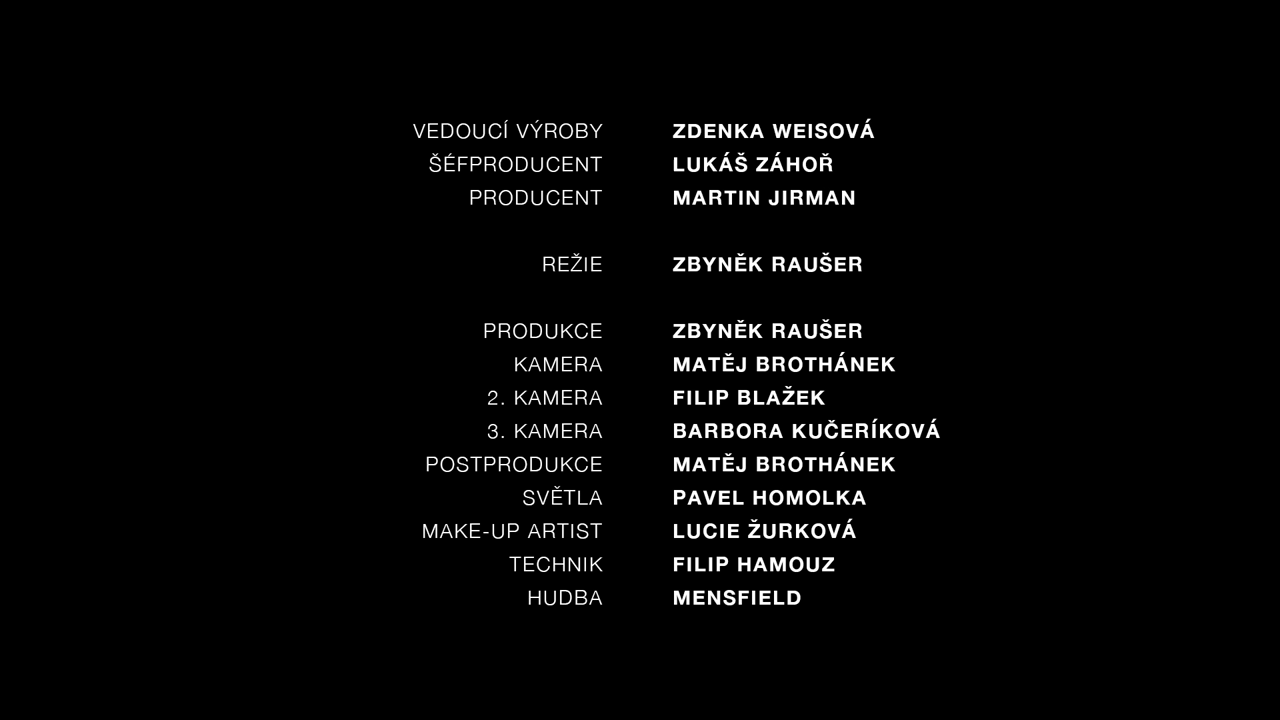 VEDOUCÍ VÝROBY ZDENKA WEISOVÁ
ŠÉFPRODUCENT LUKÁŠ ZÁHOŘ
PRODUCENT MARTIN JIRMAN
REŽIE ZBYNĚK RAUŠER
PRODUKCE ZBYNĚK RAUŠER
KAMERA MATĚJ BROTHÁNEK
2. KAMERA FILIP BLAŽEK
3. KAMERA BARBORA KUČERÍKOVÁ
POSTPRODUKCE MATĚJ BROTHÁNEK
SVĚTLA PAVEL HOMOLKA
MAKE-UP ARTIST LUCIE ŽURKOVÁ
TECHNIK FILIP HAMOUZ
HUDBA MENSFIELD